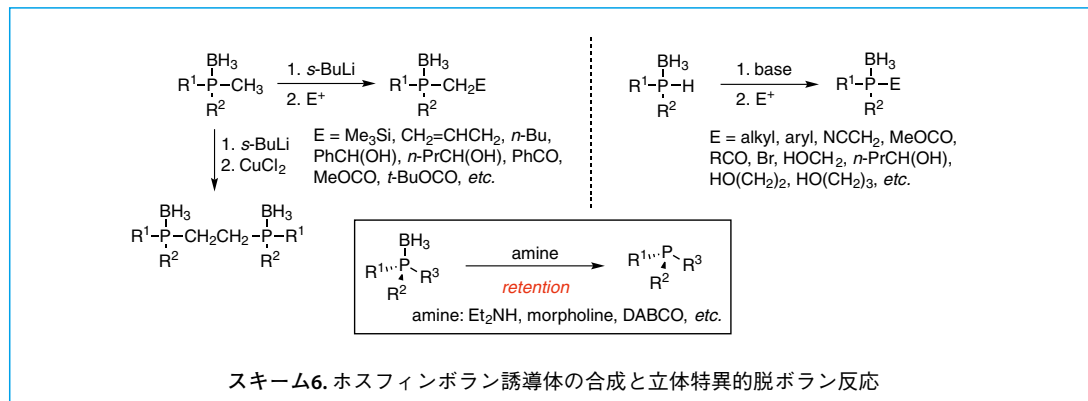 BH3
R1-P-CH3
R2
1. s-BuLi
2. E+
BH3
R1-P-CH2E
R2
E = Me3Si, CH2=CHCH2, n-Bu,
PhCH(OH), n-PrCH(OH), PhCO,
MeOCO, t-BuOCO, etc.
1. s-BuLi
2. CuCl2
BH3 BH3
R1-P-CH2CH2-P-R1
R2 R2
BH3
R1-P-H
R2
1. base
2. E+
BH3
R1-P-E
R2
E = alkyl, aryl, NCCH2, MeOCO,
RCO, Br, HOCH2, n-PrCH(OH),
HO(CH2)2, HO(CH2)3, etc.
BH3
R1 P R3
R2
amine
retention
P
R1 R3
R2
amine: Et2NH, morpholine, DABCO, etc.
スキーム6. ホスフィンボラン誘導体の合成と立体特異的脱ボラン反応